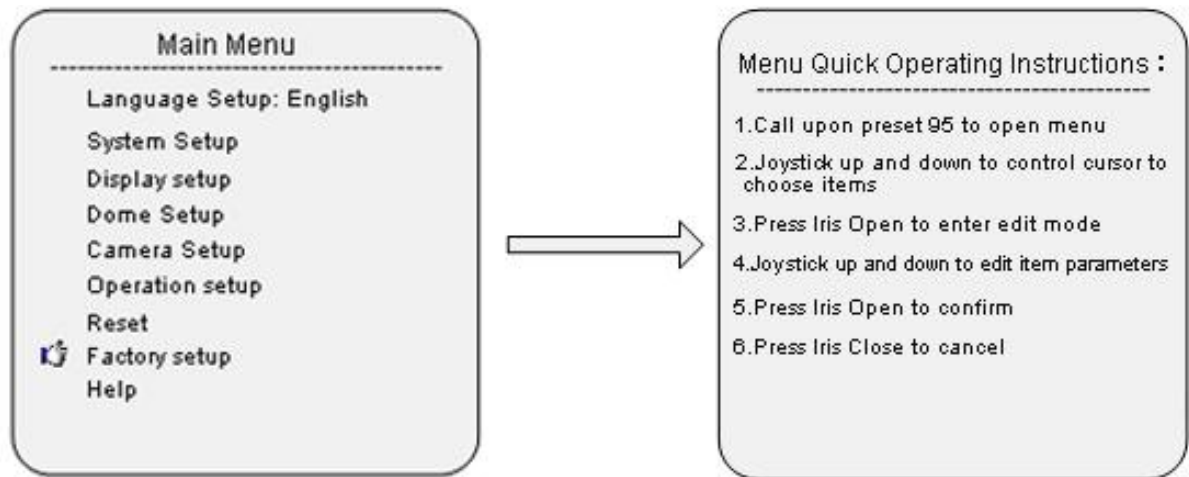 Main Menu
Language Setup: English
System Setup
Display setup
Dome Setup
Camera Setup
Operation setup
Reset
Factory setup
Help
Menu Quick Operating Instructions :
1.Call upon preset 95 to open menu
2.Joystick up and down to control cursor to
choose items
3.Press Iris Open to enter edit mode
4.Joystick up and down to edit item parameters
5.Press Iris Open to confirm
6.Press Iris Close to cancel